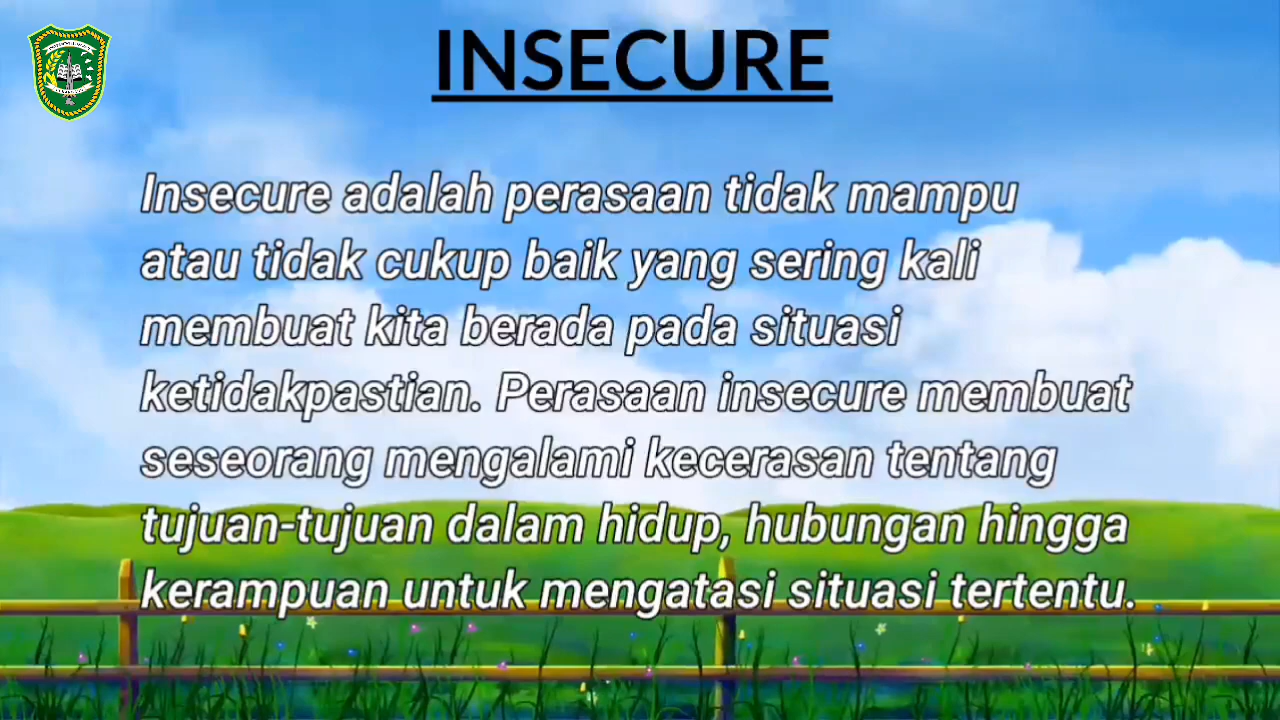 INSECURE
Insecure adalah perasaan tidak mampu
atau tidak cukup baik yang sering kali
membuat kita berada pada situasi
ketidakpastian. Perasaan insecure membuat
seseorang mengalami kecerasan tentang
tujuan-tujuan dalam hidup, hubungan hingga
kerampuan untuk mengatasi situasi tertentu.